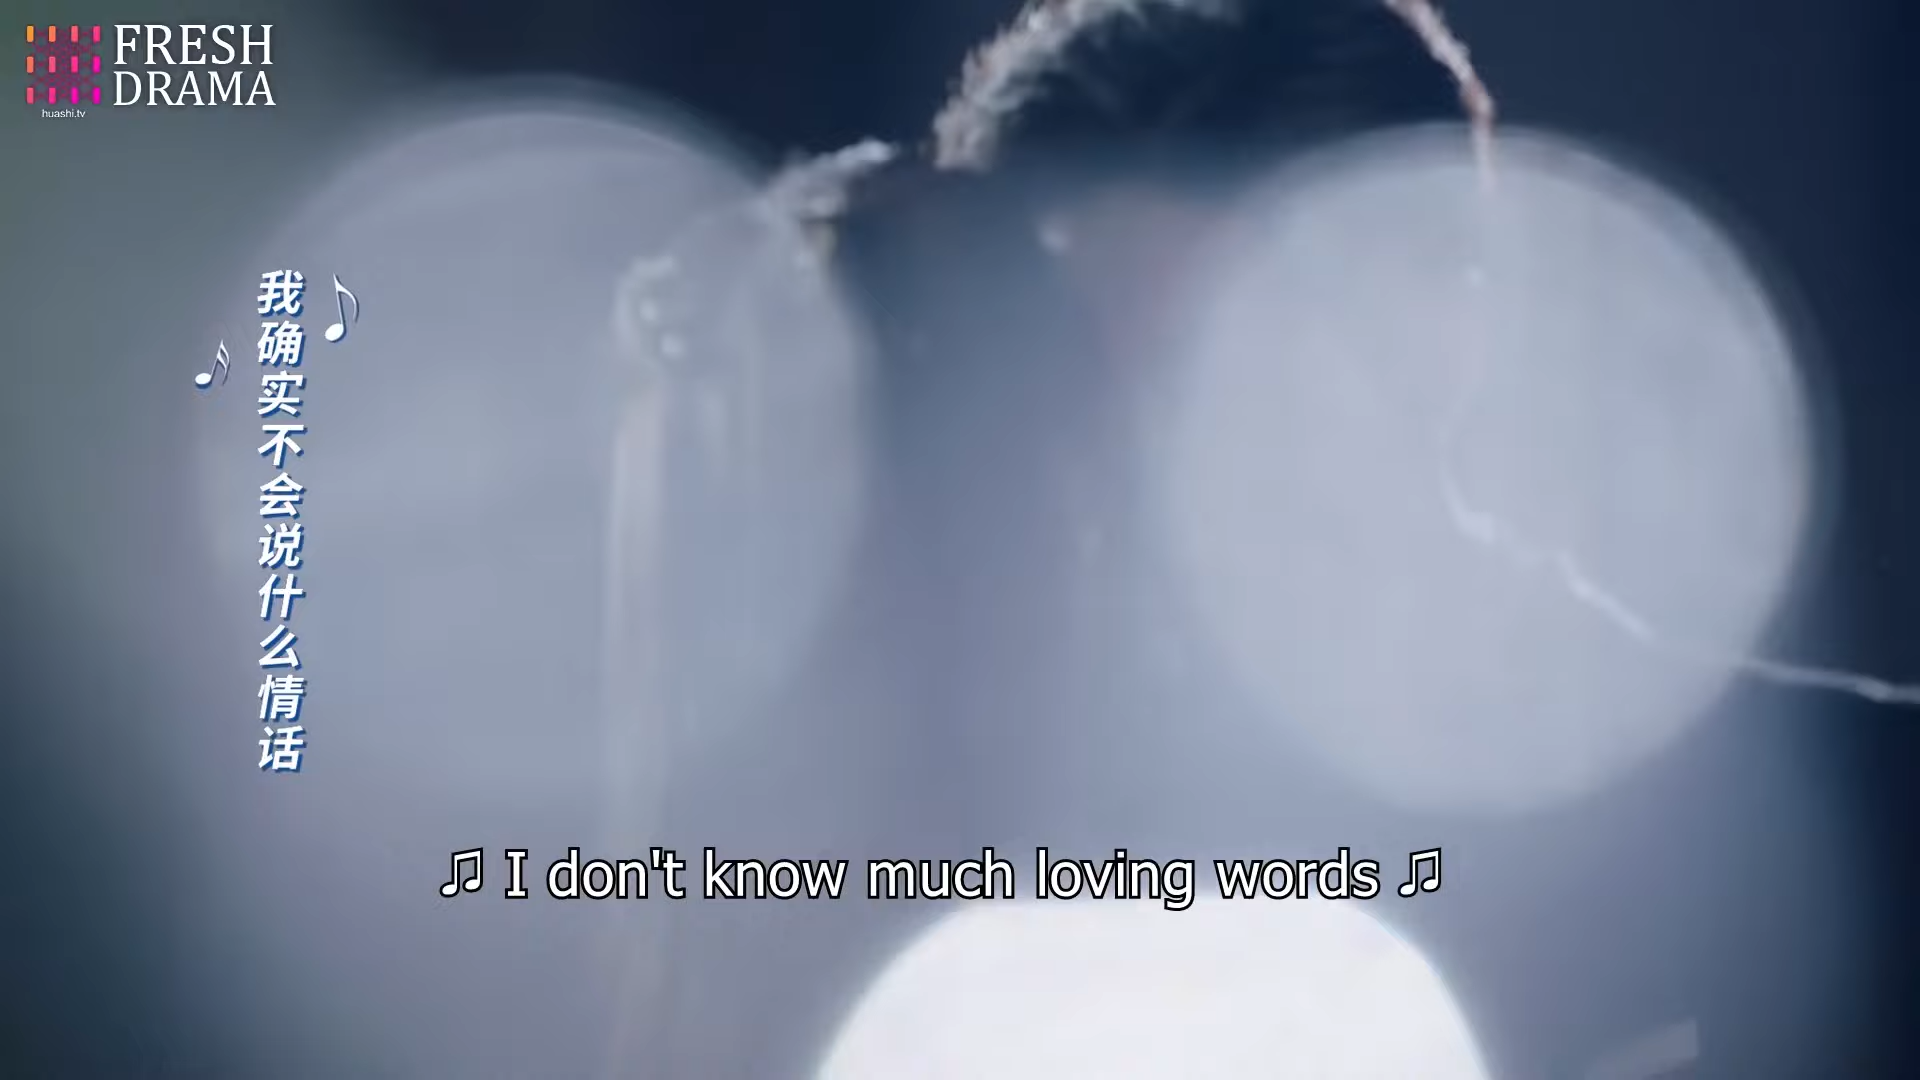 FRESH
DRAMA
huashi.tv
我确实不会说什么情话
♫ I don't know much loving words ♫